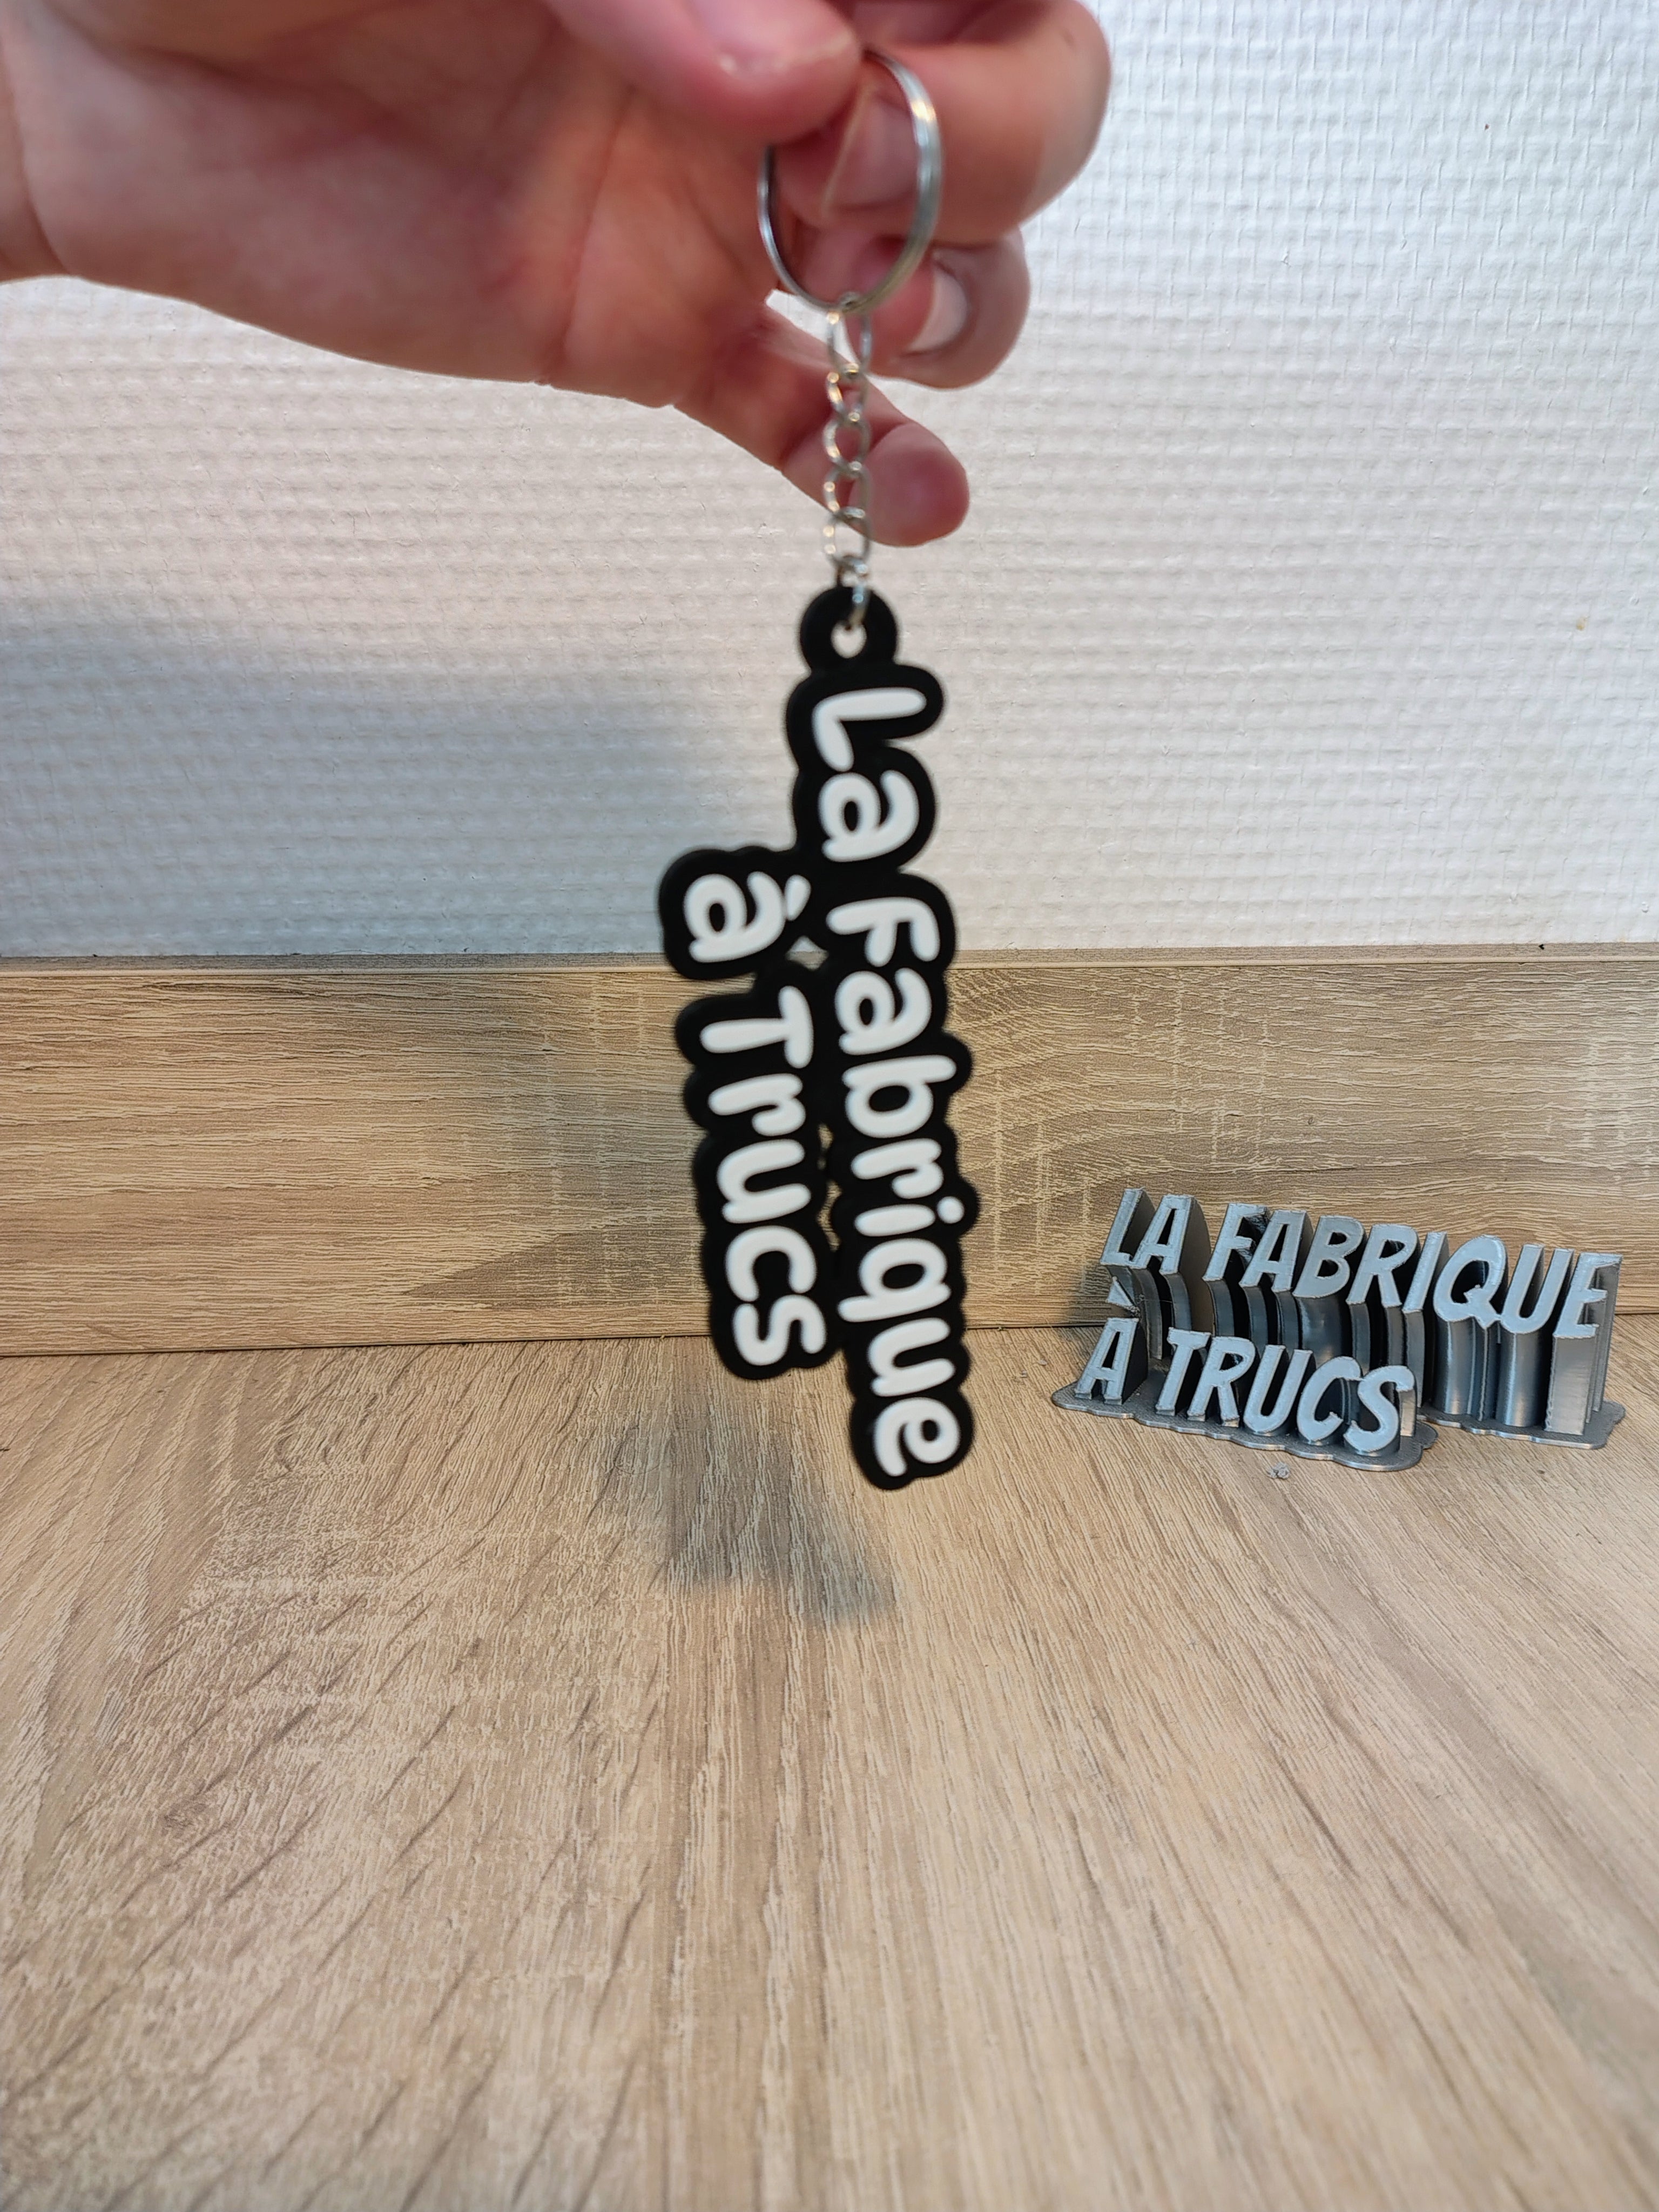 La Fabrique
à Trucs
LA FABRIQUE
À TRUCS